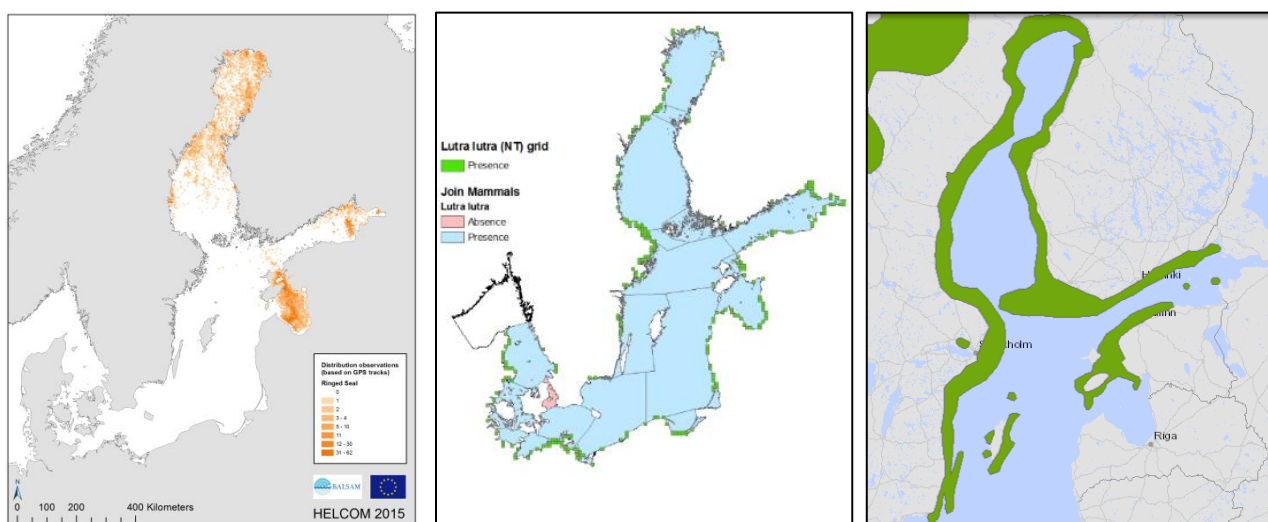 Distribution observations
(based on GPS tracks)
Ringed Seal
0
1
2
3 - 4
5 - 10
11
12 - 30
31 - 62
BALSAM
N
0 100 200 400 Kilometers
HELCOM 2015
Lutra lutra (NT) grid
Presence
Join Mammals
Lutra lutra
Absence
Presence
Riga